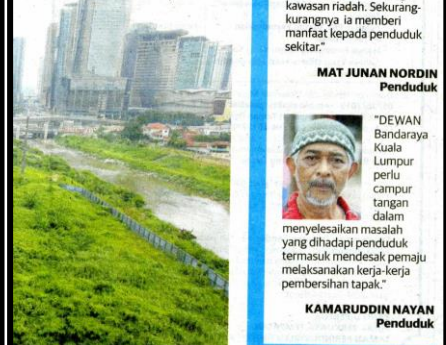 kawasan riadah. Sekurang-
kurangnya ia memberi
manfaat kepada penduduk
sekitar."
MAT JUNAN NORDIN
Penduduk
"DEWAN
Bandaraya
Kuala
Lumpur
perlu
campur
tangan
dalam
menyelesaikan masalah
yang dihadapi penduduk
termasuk mendesak pemaju
melaksanakan kerja-kerja
pembersihan tapak."
KAMARUDDIN NAYAN
Penduduk